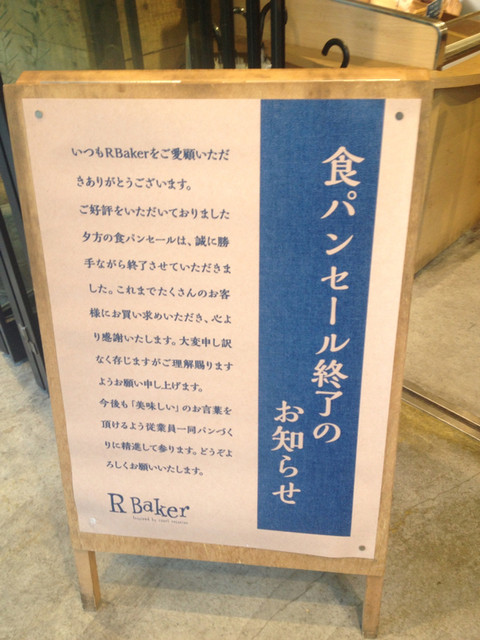 食パンセール終了の
お知らせ
いつもRBakerをご愛顧いただ
きありがとうございます。
ご好評をいただいておりました
夕方の食パンセールは、誠に勝
手ながら終了させていただきま
した。これまでたくさんのお客
様にお買い求めいただき、心よ
り感謝いたします。大変申し訳
なく存じますがご理解賜ります
ようお願い申し上げます。
今後も「美味しい」のお言葉を
頂けるよう従業員一同パンづく
りに精進して参ります。どうぞよ
ろしくお願いいたします。
R Baker